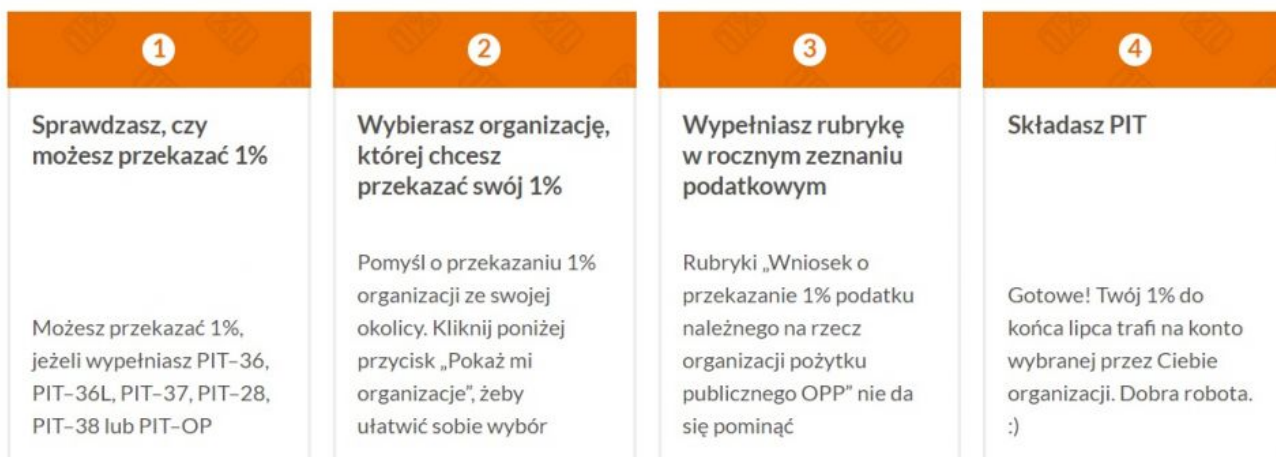 1
Sprawdzasz, czy
możesz przekazać 1%
Możesz przekazać 1%,
jeżeli wypełniasz PIT–36,
PIT–36L, PIT–37, PIT–28,
PIT–38 lub PIT–OP
2
Wybierasz organizację,
której chcesz
przekazać swój 1%
Pomyśl o przekazaniu 1%
organizacji ze swojej
okolicy. Kliknij poniżej
przycisk „Pokaż mi
organizacje”, żeby
ułatwić sobie wybór
3
Wypełniasz rubrykę
w rocznym zeznaniu
podatkowym
Rubryki „Wniosek o
przekazanie 1% podatku
należnego na rzecz
organizacji pożytku
publicznego OPP” nie da
się pominąć
4
Składasz PIT
Gotowe! Twój 1% do
końca lipca trafi na konto
wybranej przez Ciebie
organizacji. Dobra robota.
:)